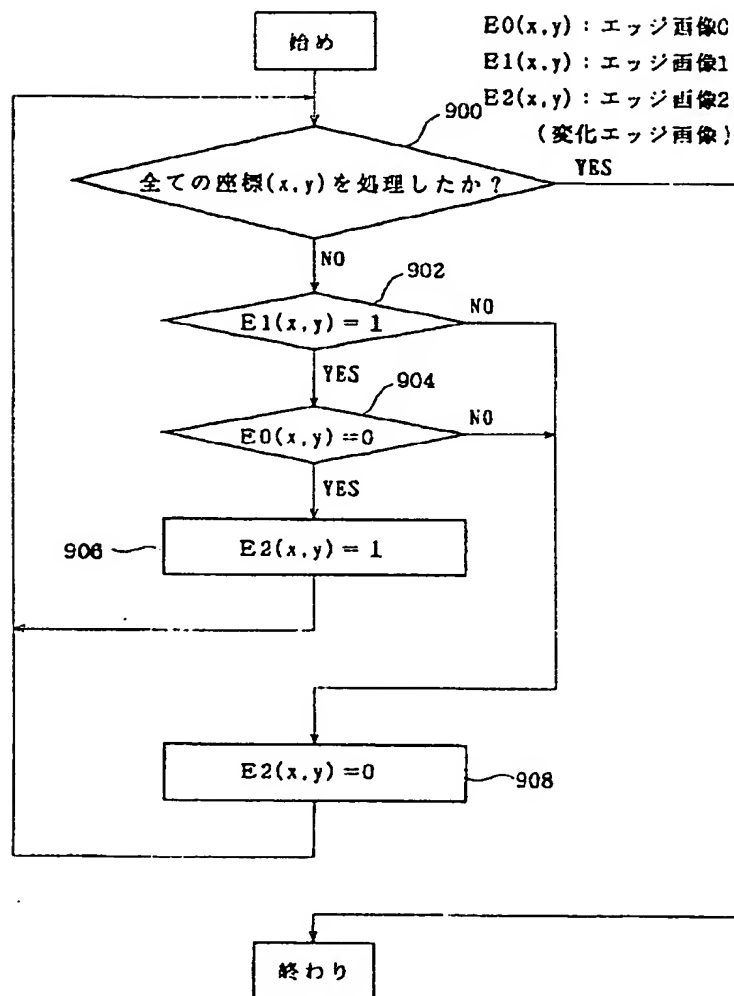 始め
E0(x,y):エッジ画像0
E1(x,y):エッジ画像1
E2(x,y):エッジ画像2
(変化エッジ画像)
900
全ての座標(x,y)を処理したか?
YES
NO
902
E1(x,y)=1
NO
YES
904
E0(x,y)=0
NO
YES
906
E2(x,y)=1
E2(x,y)=0
908
終わり